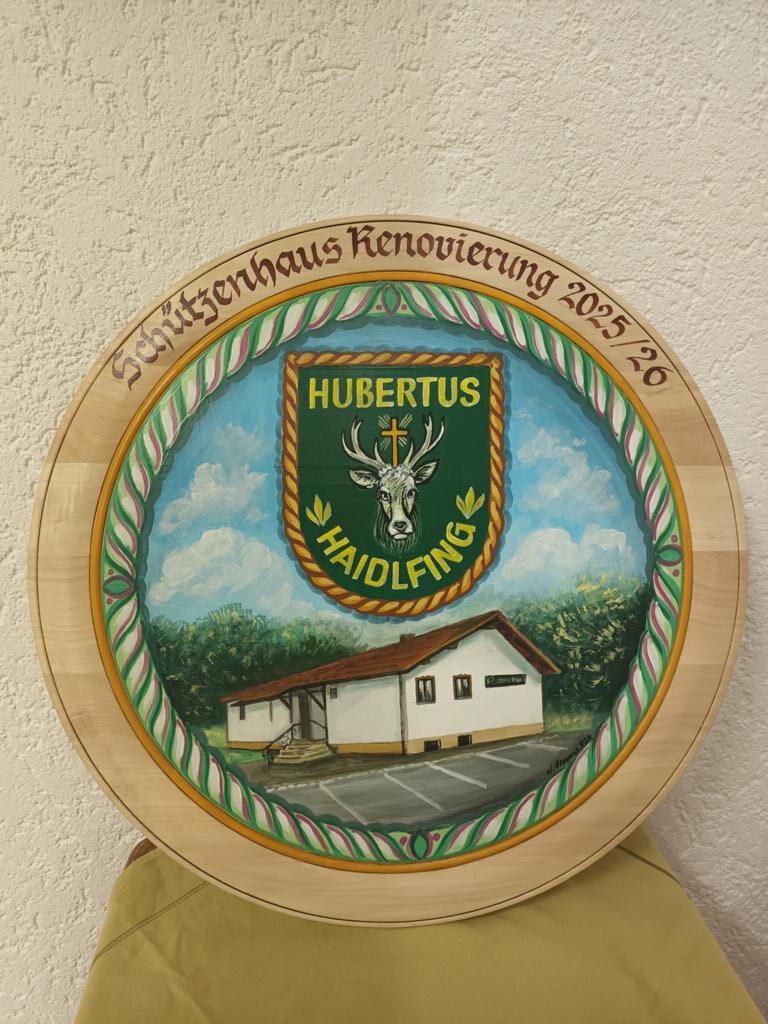 Schützenhaus Renovierung 2025/26
HUBERTUS
HAIDLFING